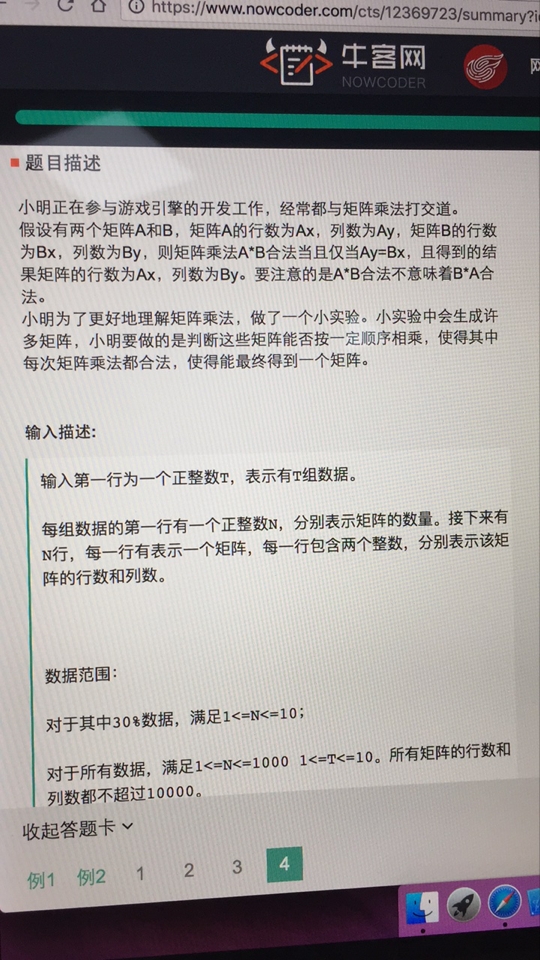 https://www.nowcoder.com/cts/12369723/summary?i
牛客网
NOWCODER
网
题目描述
小明正在参与游戏引擎的开发工作，经常都与矩阵乘法打交道。
假设有两个矩阵A和B，矩阵A的行数为Ax，列数为Ay，矩阵B的行数
为Bx，列数为By，则矩阵乘法A*B合法当且仅当Ay=Bx，且得到的结
果矩阵的行数为Ax，列数为By。要注意的是A*B合法不意味着B*A合
法。
小明为了更好地理解矩阵乘法，做了一个小实验。小实验中会生成许
多矩阵，小明要做的是判断这些矩阵能否按一定顺序相乘，使得其中
每次矩阵乘法都合法，使得能最终得到一个矩阵。
输入描述:
输入第一行为一个正整数T，表示有T组数据。
每组数据的第一行有一个正整数N，分别表示矩阵的数量。接下来有
N行，每一行有表示一个矩阵，每一行包含两个整数，分别表示该矩
阵的行数和列数。
数据范围：
对于其中30%数据，满足1<=N<=10；
对于所有数据，满足1<=N<=1000 1<=T<=10。所有矩阵的行数和
列数都不超过10000。
收起答题卡
例1 例2 1 2 3 4